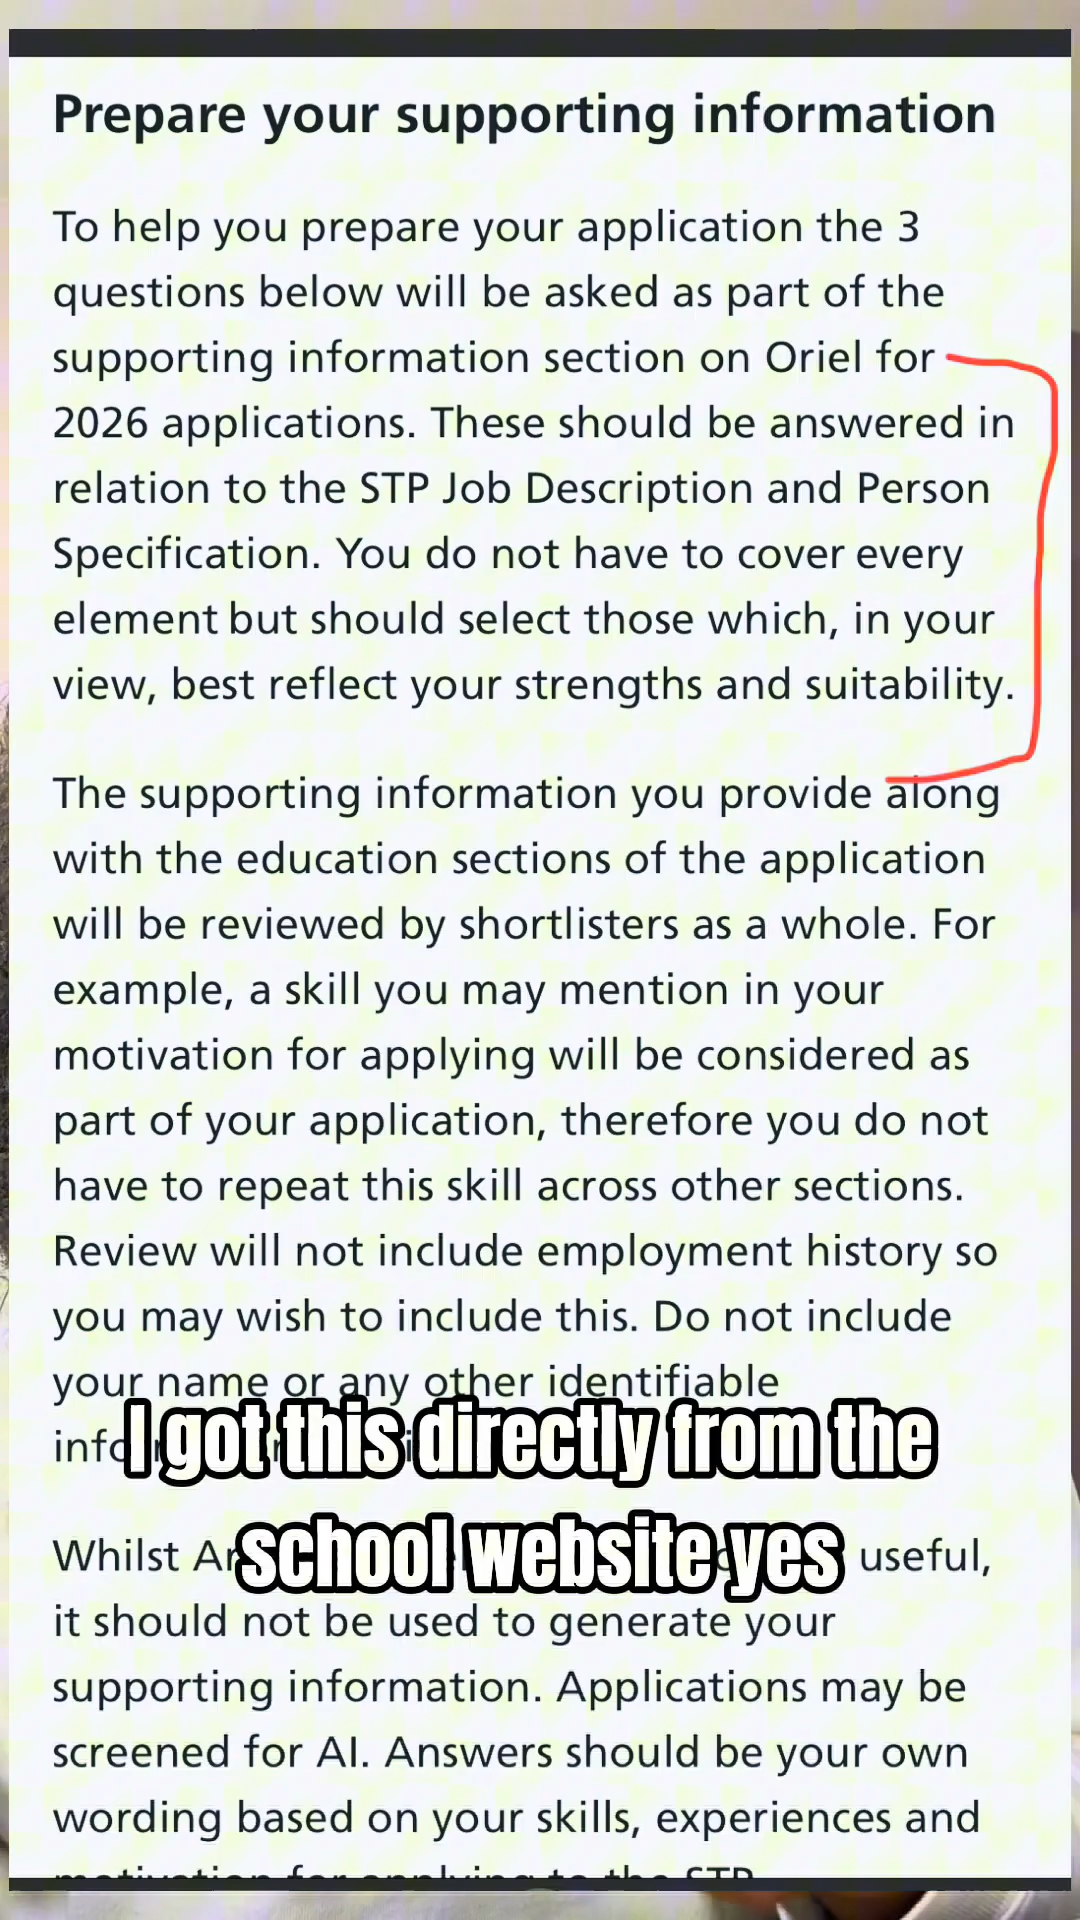 Prepare your supporting information
To help you prepare your application the 3
questions below will be asked as part of the
supporting information section on Oriel for
2026 applications. These should be answered in
relation to the STP Job Description and Person
Specification. You do not have to cover every
element but should select those which, in your
view, best reflect your strengths and suitability.
The supporting information you provide along
with the education sections of the application
will be reviewed by shortlisters as a whole. For
example, a skill you may mention in your
motivation for applying will be considered as
part of your application, therefore you do not
have to repeat this skill across other sections.
Review will not include employment history so
you may wish to include this. Do not include
your name or any other identifiable
I got this directly from the
school website yes
Whilst useful,
it should not be used to generate your
supporting information. Applications may be
screened for AI. Answers should be your own
wording based on your skills, experiences and
motivation for applying to the STP